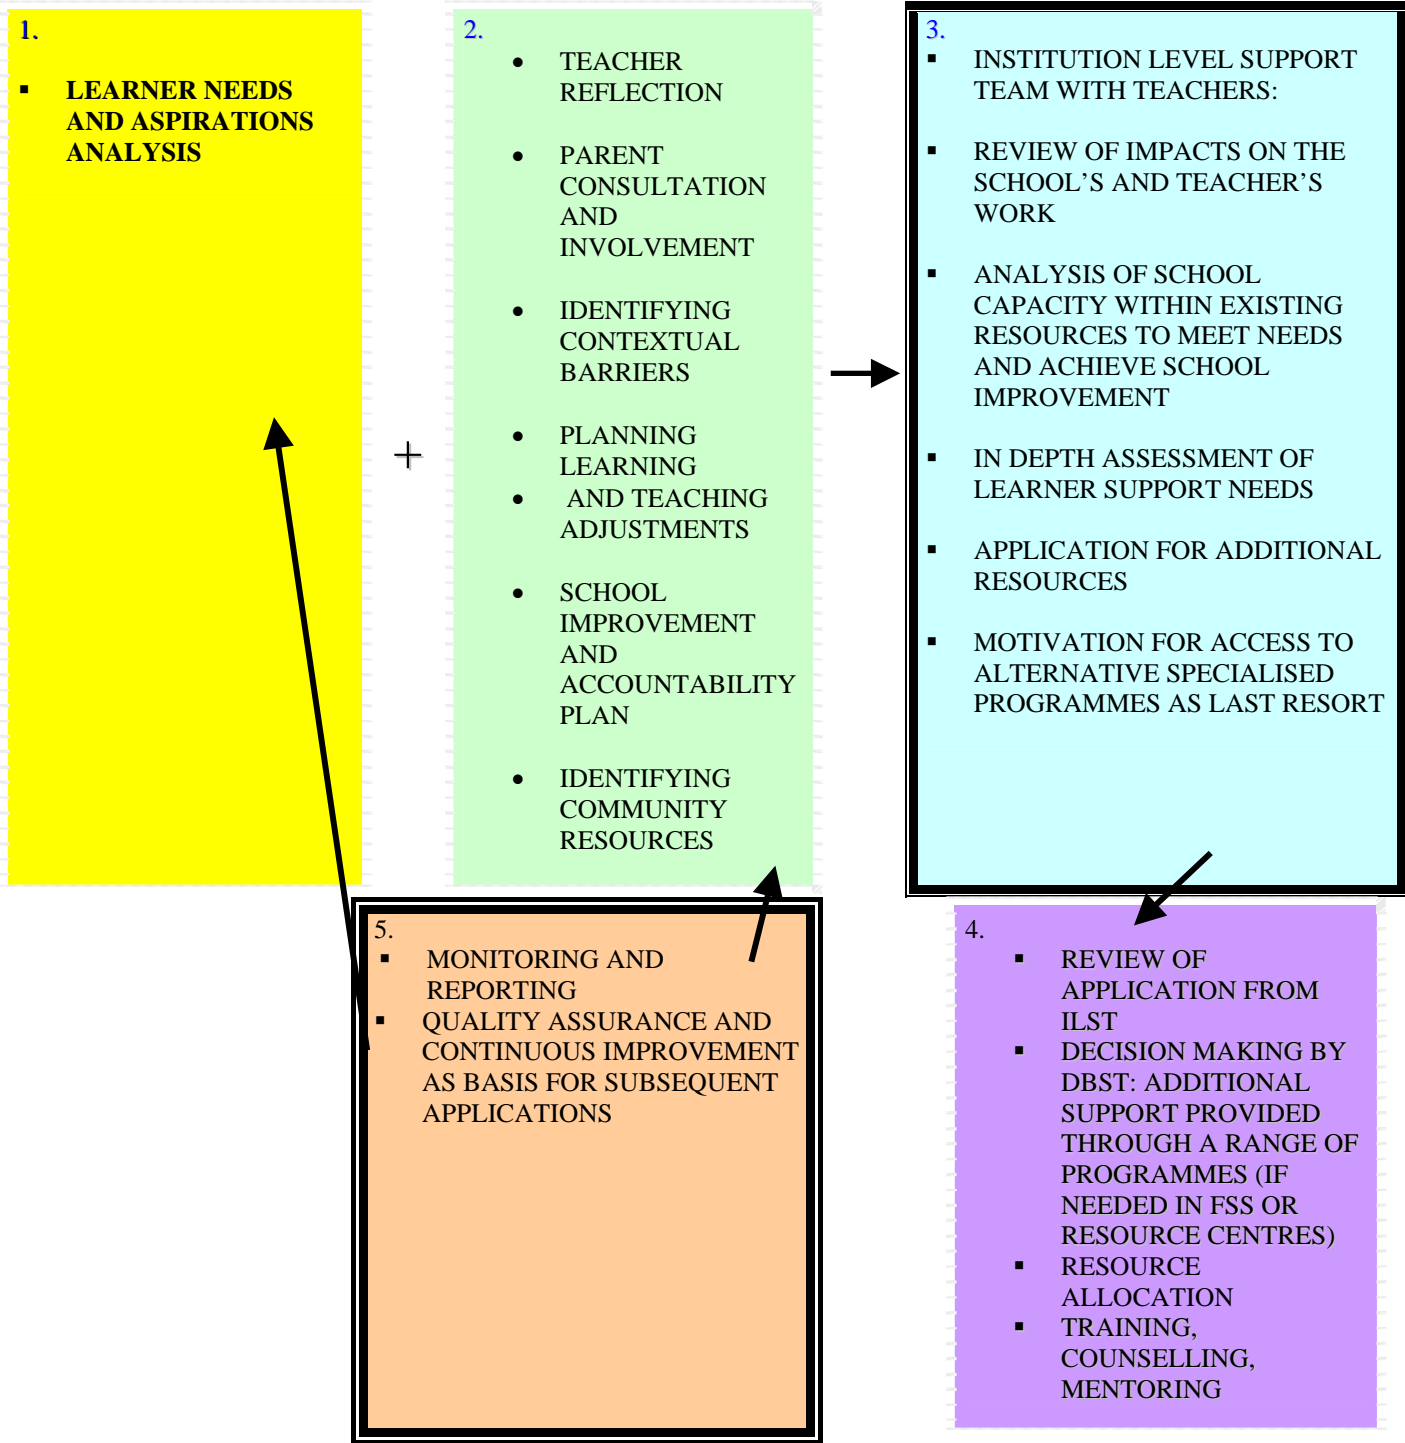 1.
▪ LEARNER NEEDS
AND ASPIRATIONS
ANALYSIS
+
2.
• TEACHER
REFLECTION
• PARENT
CONSULTATION
AND
INVOLVEMENT
• IDENTIFYING
CONTEXTUAL
BARRIERS
• PLANNING
LEARNING
• AND TEACHING
ADJUSTMENTS
• SCHOOL
IMPROVEMENT
AND
ACCOUNTABILITY
PLAN
• IDENTIFYING
COMMUNITY
RESOURCES
3.
▪ INSTITUTION LEVEL SUPPORT
TEAM WITH TEACHERS:
▪ REVIEW OF IMPACTS ON THE
SCHOOL’S AND TEACHER’S
WORK
▪ ANALYSIS OF SCHOOL
CAPACITY WITHIN EXISTING
RESOURCES TO MEET NEEDS
AND ACHIEVE SCHOOL
IMPROVEMENT
▪ IN DEPTH ASSESSMENT OF
LEARNER SUPPORT NEEDS
▪ APPLICATION FOR ADDITIONAL
RESOURCES
▪ MOTIVATION FOR ACCESS TO
ALTERNATIVE SPECIALISED
PROGRAMMES AS LAST RESORT
4.
▪ REVIEW OF
APPLICATION FROM
ILST
▪ DECISION MAKING BY
DBST: ADDITIONAL
SUPPORT PROVIDED
THROUGH A RANGE OF
PROGRAMMES (IF
NEEDED IN FSS OR
RESOURCE CENTRES)
▪ RESOURCE
ALLOCATION
▪ TRAINING,
COUNSELLING,
MENTORING
5.
▪ MONITORING AND
REPORTING
▪ QUALITY ASSURANCE AND
CONTINUOUS IMPROVEMENT
AS BASIS FOR SUBSEQUENT
APPLICATIONS